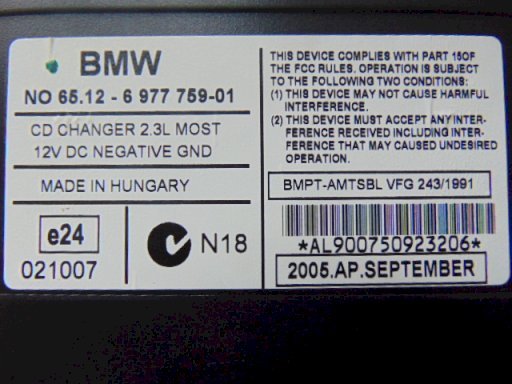 BMW
NO 65.12 - 6 977 759-01
CD CHANGER 2.3L MOST
12V DC NEGATIVE GND
MADE IN HUNGARY
e24
021007
N18
THIS DEVICE COMPLIES WITH PART 15OF
THE FCC RULES. OPERATION IS SUBJECT
TO THE FOLLOWING TWO CONDITIONS:
(1) THIS DEVICE MAY NOT CAUSE HARMFUL
INTERFERENCE.
(2) THIS DEVICE MUST ACCEPT ANY INTER-
FERENCE RECEIVED INCLUDING INTER-
FERENCE THAT MAY CAUSED UNDESIRED
OPERATION.
BMPT-AMTSBL VFG 243/1991
*AL900750923206*
2005.AP.SEPTEMBER